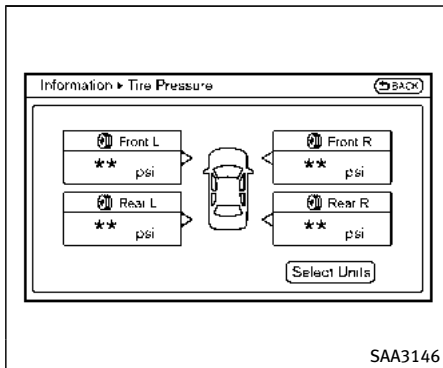 Information ▸ Tire Pressure
BACK
Front L
** psi
Front R
** psi
Rear L
** psi
Rear R
** psi
Select Units
SAA3146